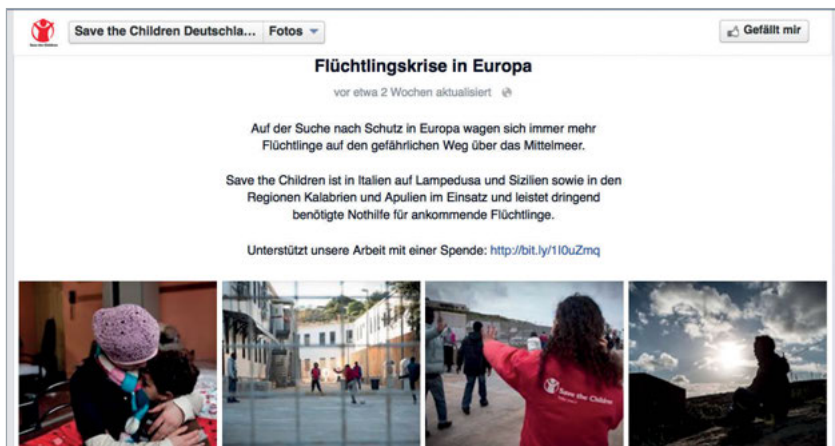 Save the Children Deutschla... Fotos
Gefällt mir
Flüchtlingskrise in Europa
vor etwa 2 Wochen aktualisiert
Auf der Suche nach Schutz in Europa wagen sich immer mehr
Flüchtlinge auf den gefährlichen Weg über das Mittelmeer.
Save the Children ist in Italien auf Lampedusa und Sizilien sowie in den
Regionen Kalabrien und Apulien im Einsatz und leistet dringend
benötigte Nothilfe für ankommende Flüchtlinge.
Unterstützt unsere Arbeit mit einer Spende: http://bit.ly/1I0uZmq
Save the Children